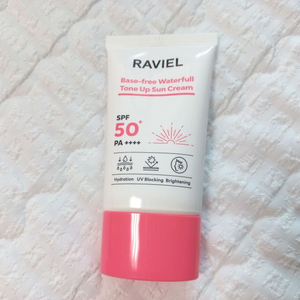 RAVIEL
Base-free Waterfull
Tone Up Sun Cream
SPF
50+
PA ++++
Hydration UV Blocking Brightening